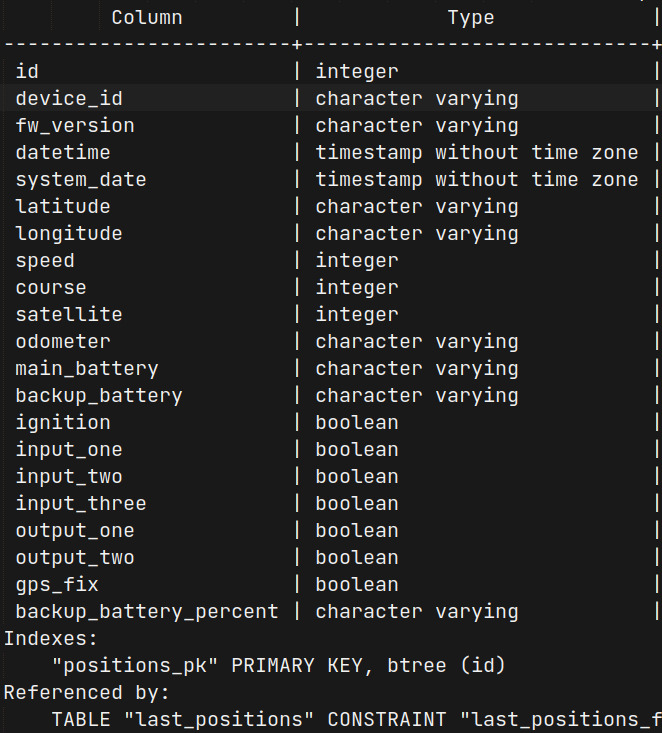 Column | Type |
----------------------+-----------------------------+
id | integer |
device_id | character varying |
fw_version | character varying |
datetime | timestamp without time zone |
system_date | timestamp without time zone |
latitude | character varying |
longitude | character varying |
speed | integer |
course | integer |
satellite | integer |
odometer | character varying |
main_battery | character varying |
backup_battery | character varying |
ignition | boolean |
input_one | boolean |
input_two | boolean |
input_three | boolean |
output_one | boolean |
output_two | boolean |
gps_fix | boolean |
backup_battery_percent | character varying |
Indexes:
"positions_pk" PRIMARY KEY, btree (id)
Referenced by:
TABLE "last_positions" CONSTRAINT "last_positions_f